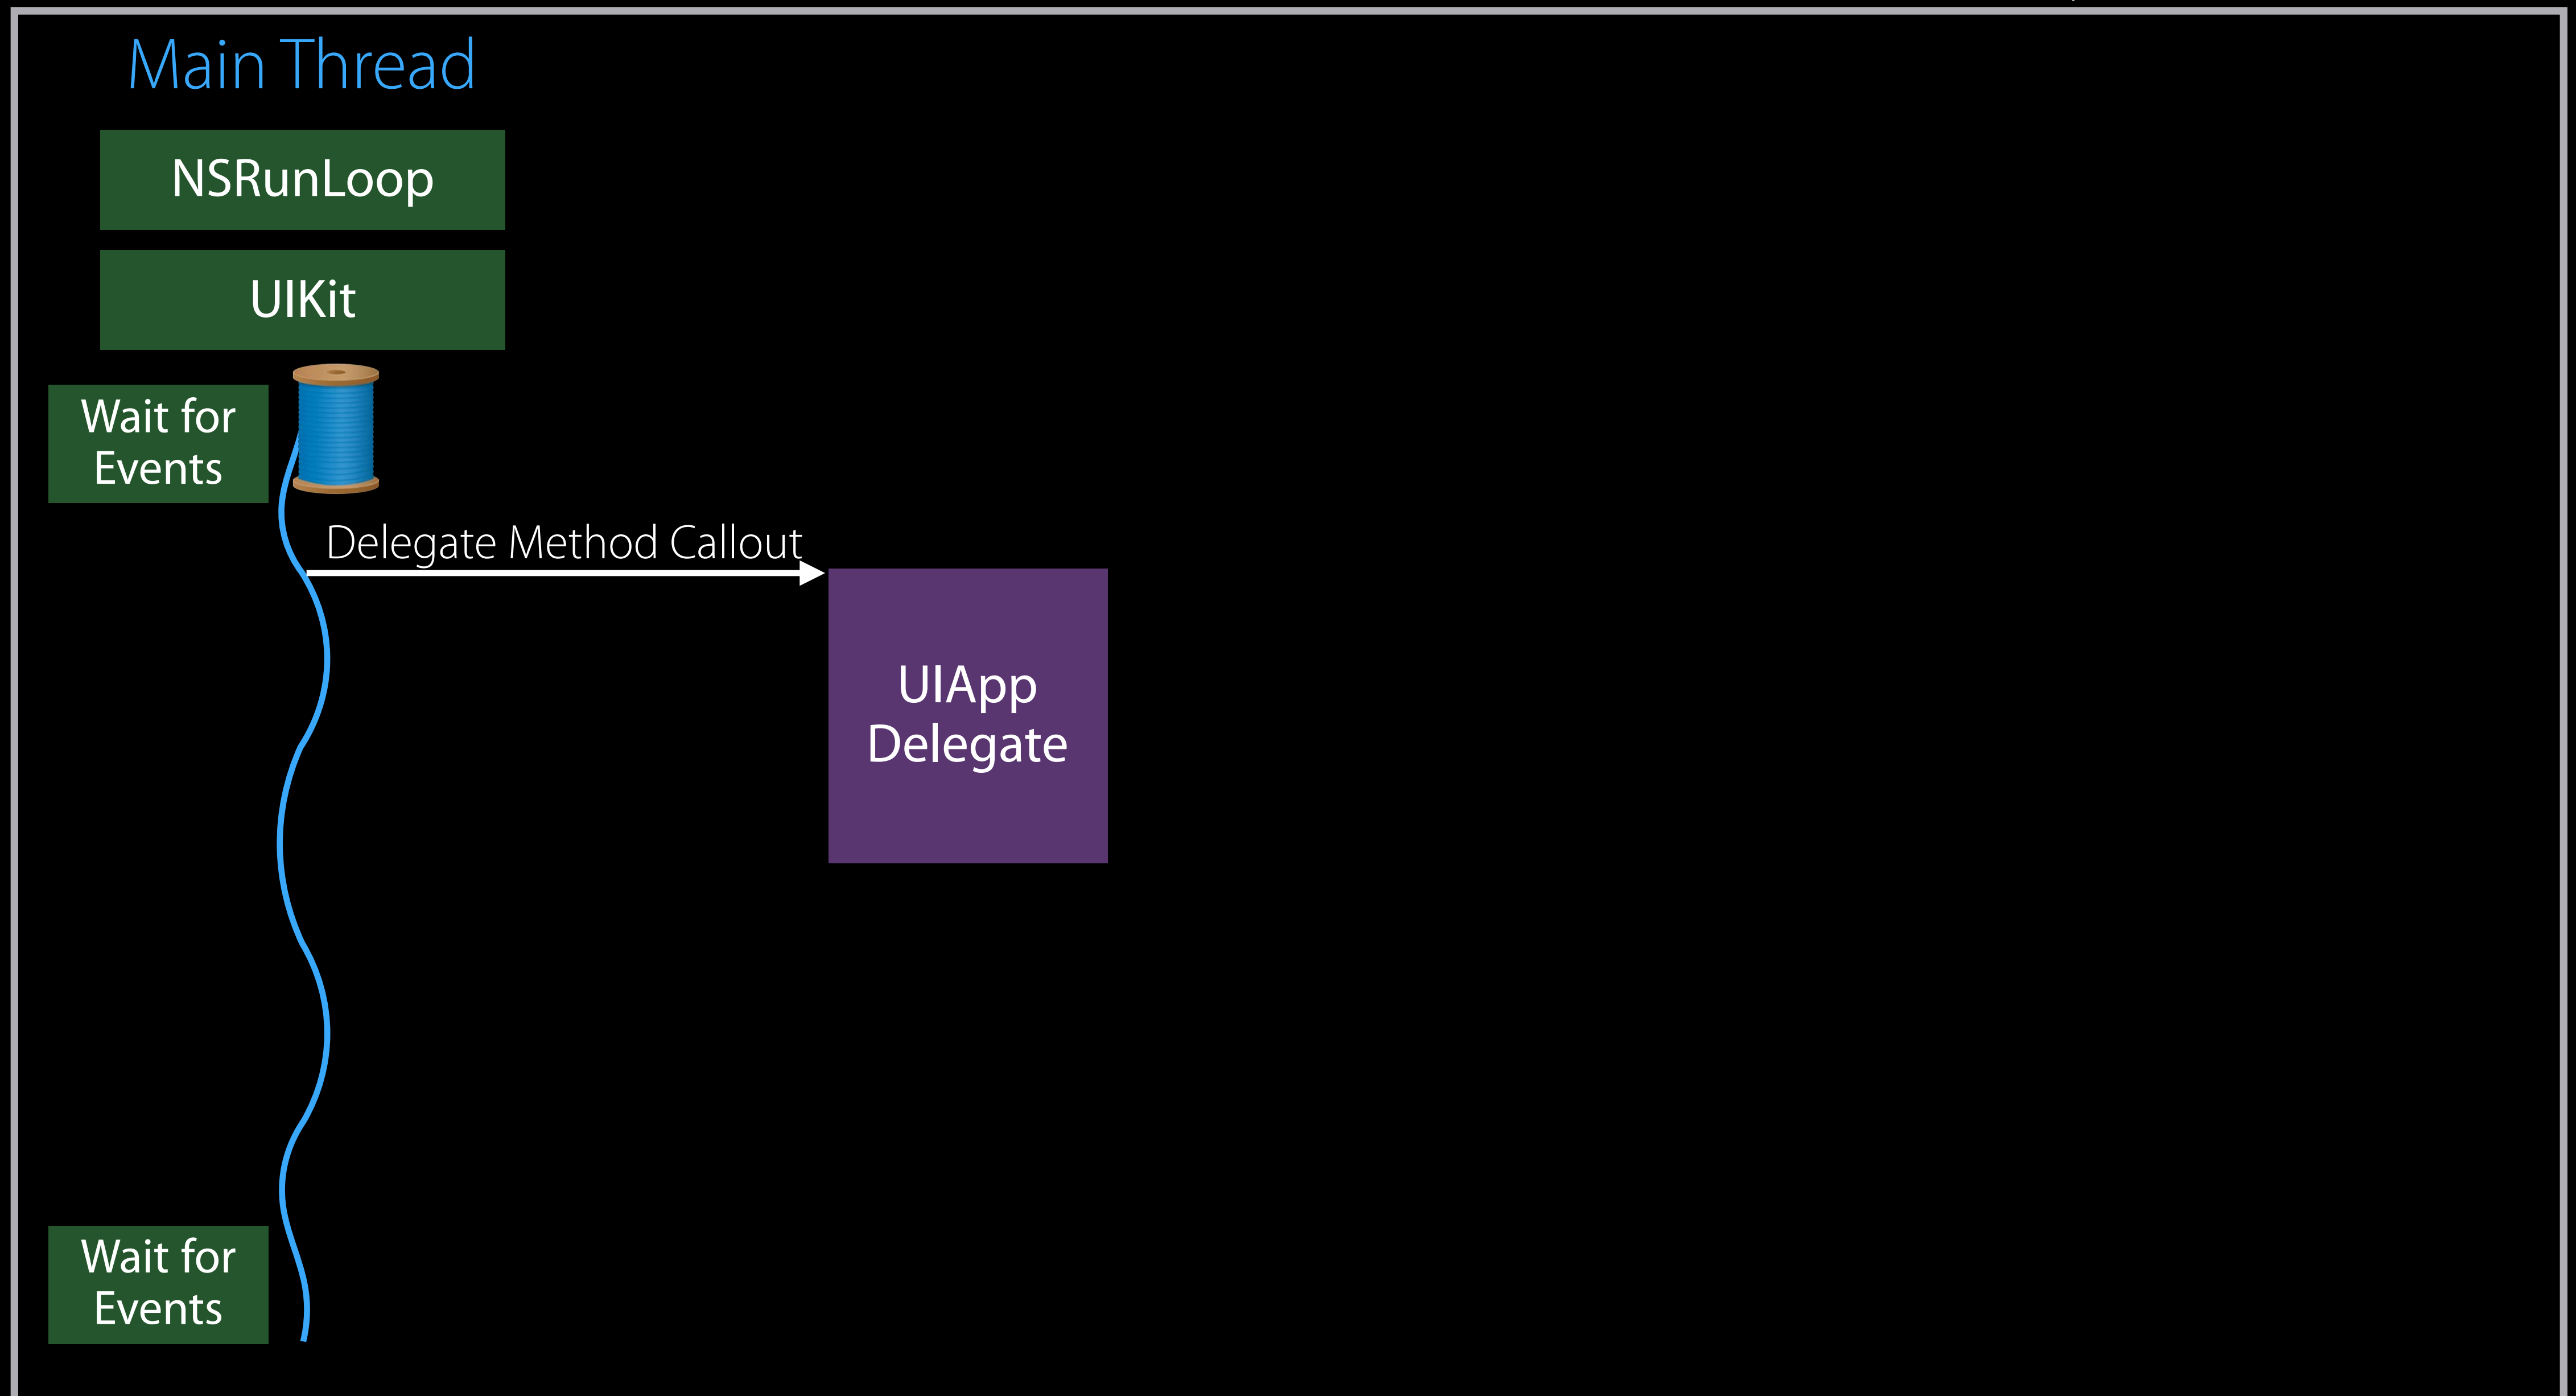 Main Thread
NSRunLoop
UIKit
Wait for
Events
Delegate Method Callout
UIApp
Delegate
Wait for
Events